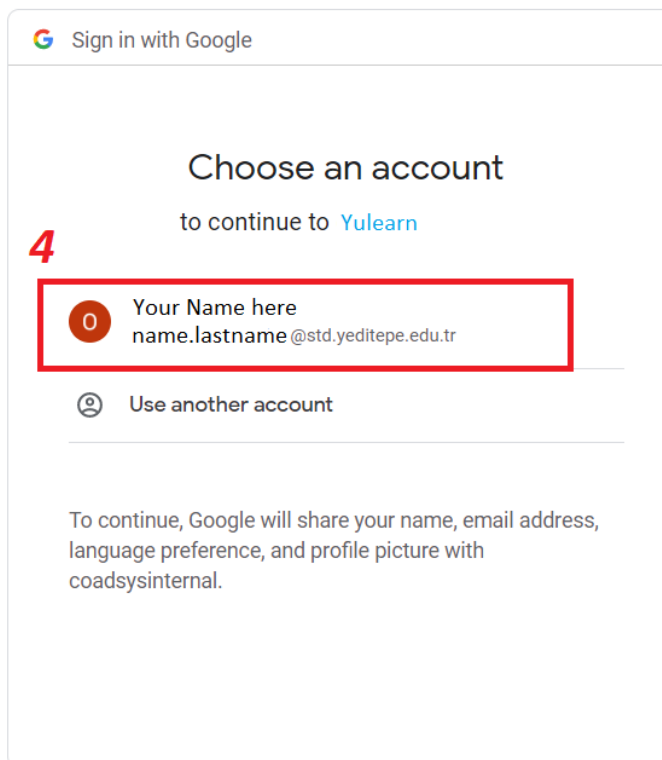 Sign in with Google
Choose an account
to continue to Yulearn
4
O
Your Name here
name.lastname@std.yeditepe.edu.tr
Use another account
To continue, Google will share your name, email address,
language preference, and profile picture with
coadsysinternal.